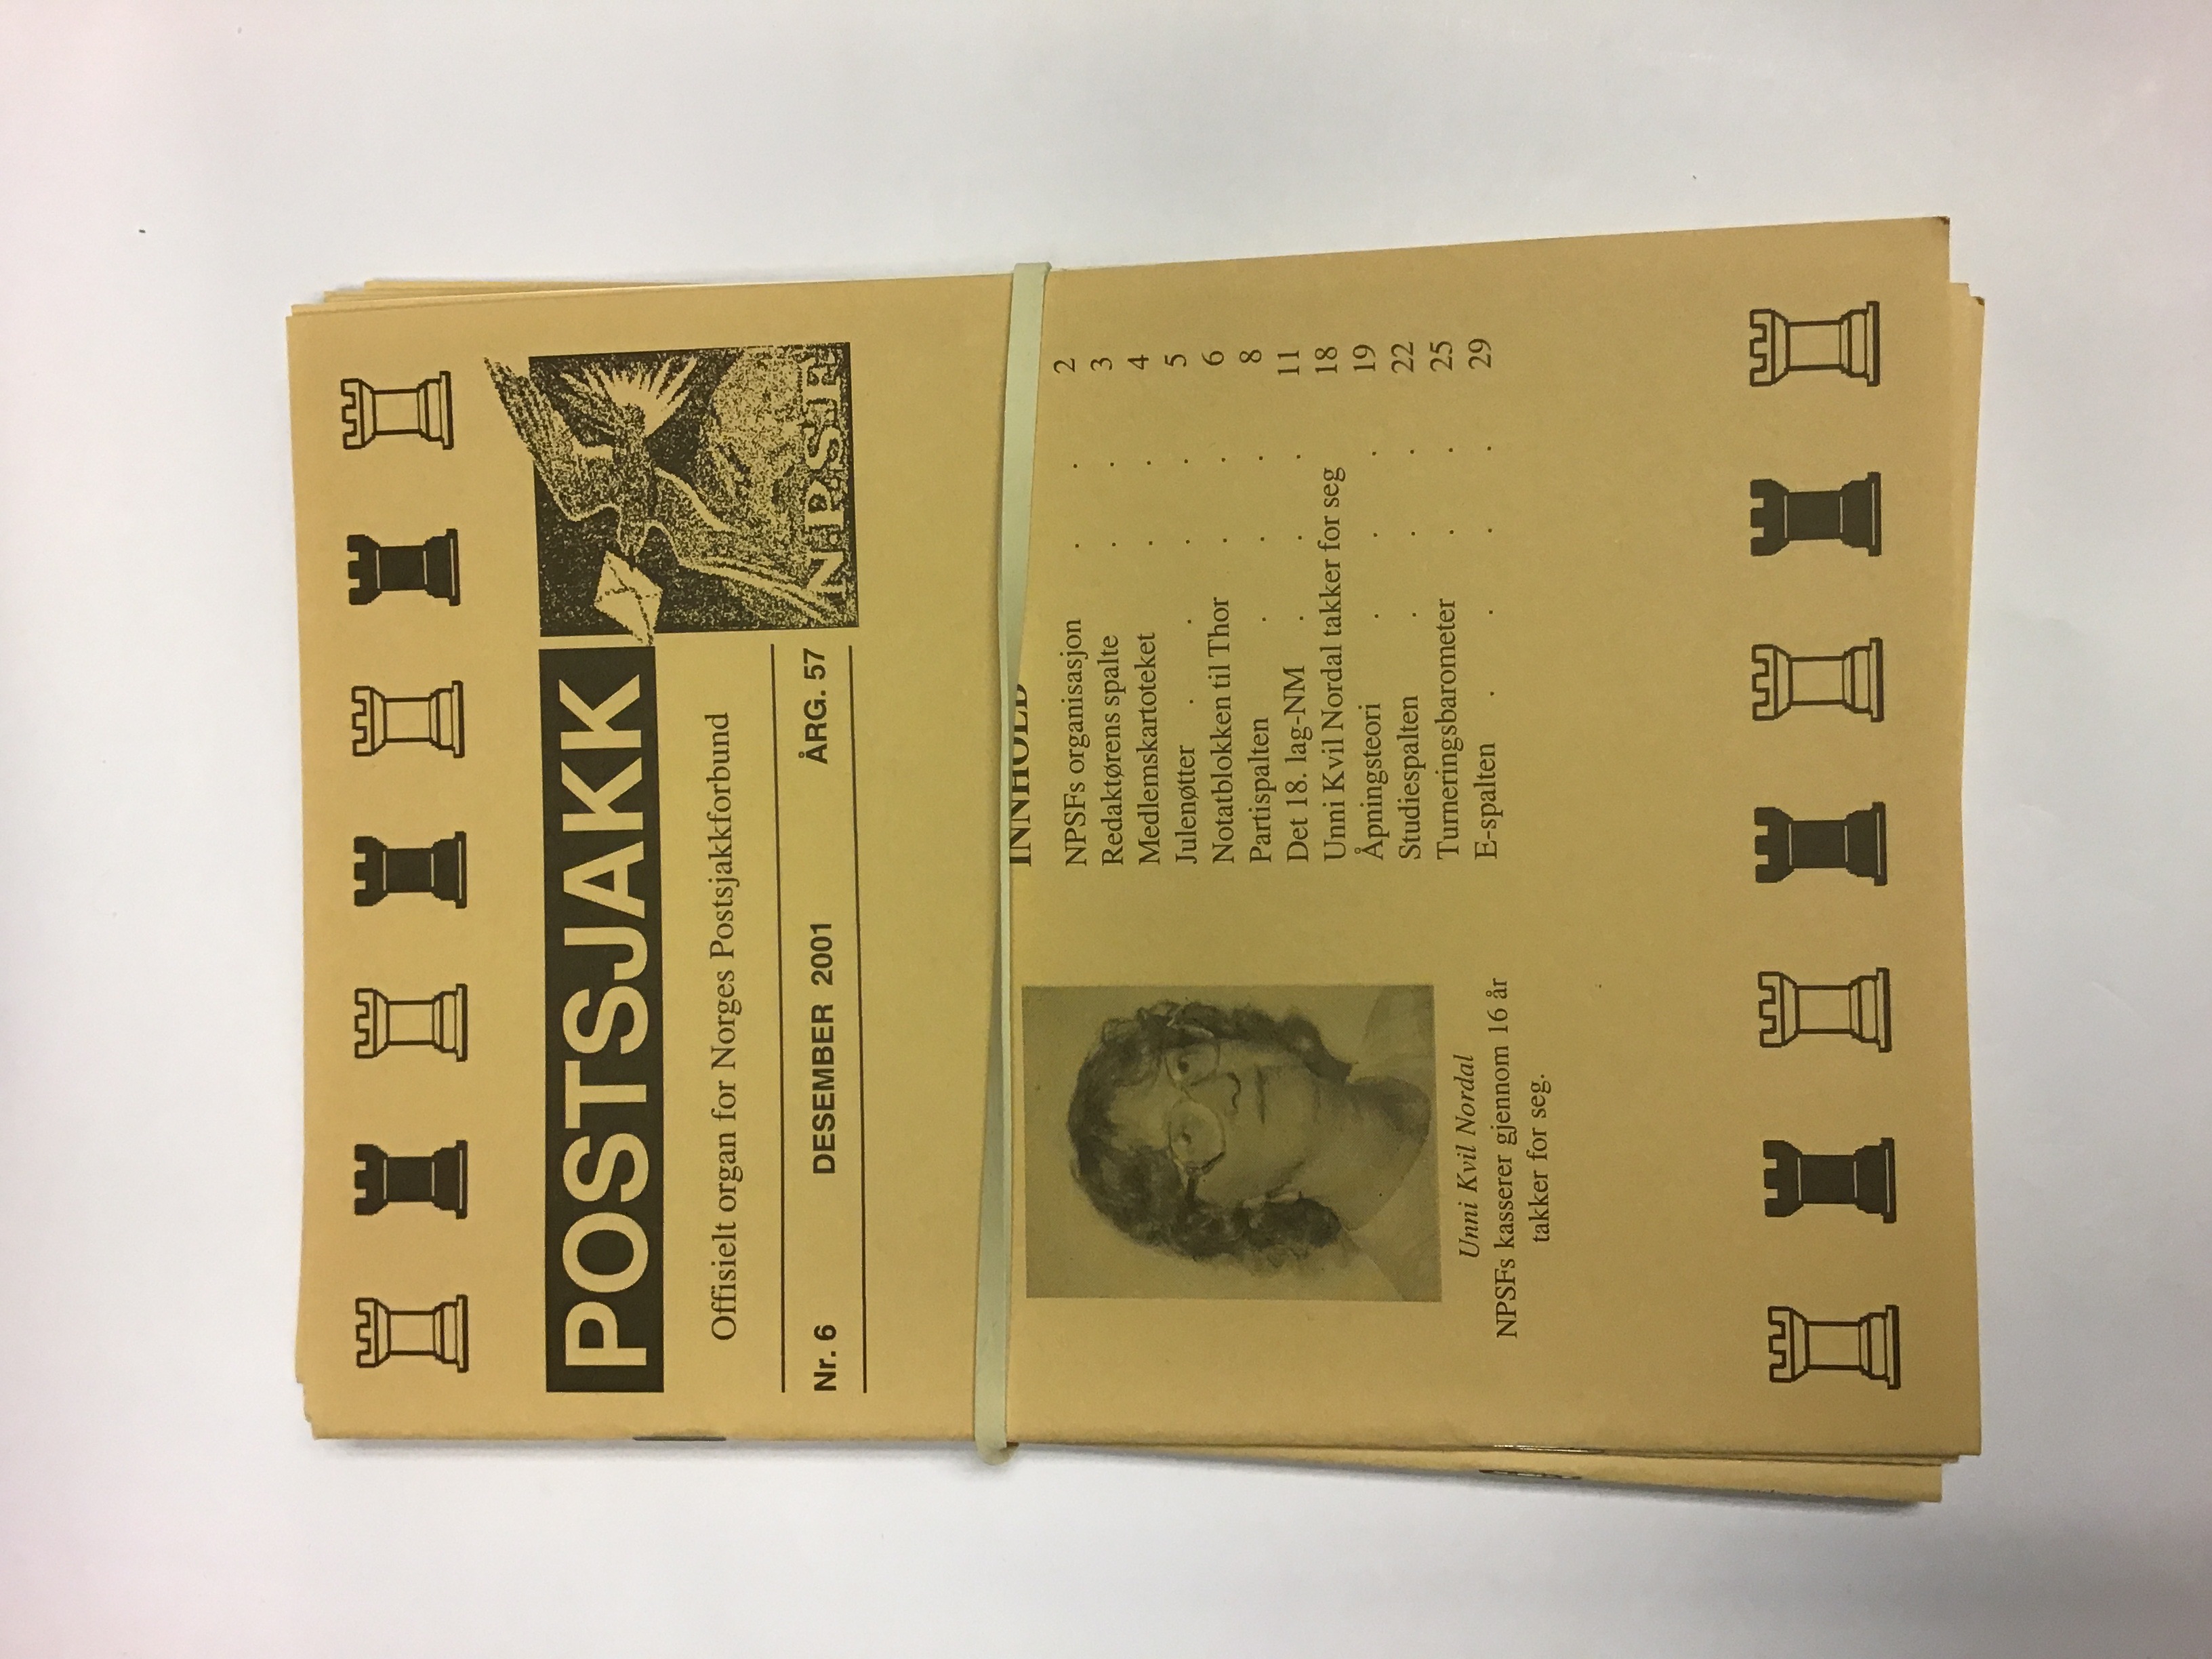 POSTSJAKK
NPSF
Offisielt organ for Norges Postsjakkforbund
Nr. 6 DESEMBER 2001 ÅRG. 57
INNHOLD
NPSFs organisasjon . . 2
Redaktørens spalte . . 3
Medlemskartoteket . . 4
Julenøtter . . . . 5
Notatblokken til Thor . . 6
Partispalten . . . 8
Det 18. lag-NM . . . 11
Unni Kvil Nordal takker for seg 18
Åpningsteori . . . 19
Studiespalten . . . 22
Turneringsbarometer . . 25
E-spalten . . . . 29
Unni Kvil Nordal
NPSFs kasserer gjennom 16 år
takker for seg.